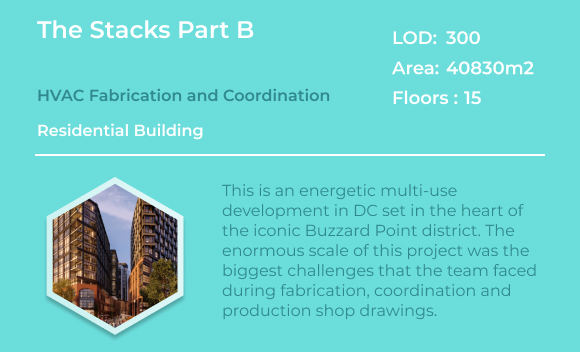 The Stacks Part B
LOD: 300
Area: 40830m2
Floors : 15
HVAC Fabrication and Coordination
Residential Building
This is an energetic multi-use
development in DC set in the heart of
the iconic Buzzard Point district. The
enormous scale of this project was the
biggest challenges that the team faced
during fabrication, coordination and
production shop drawings.